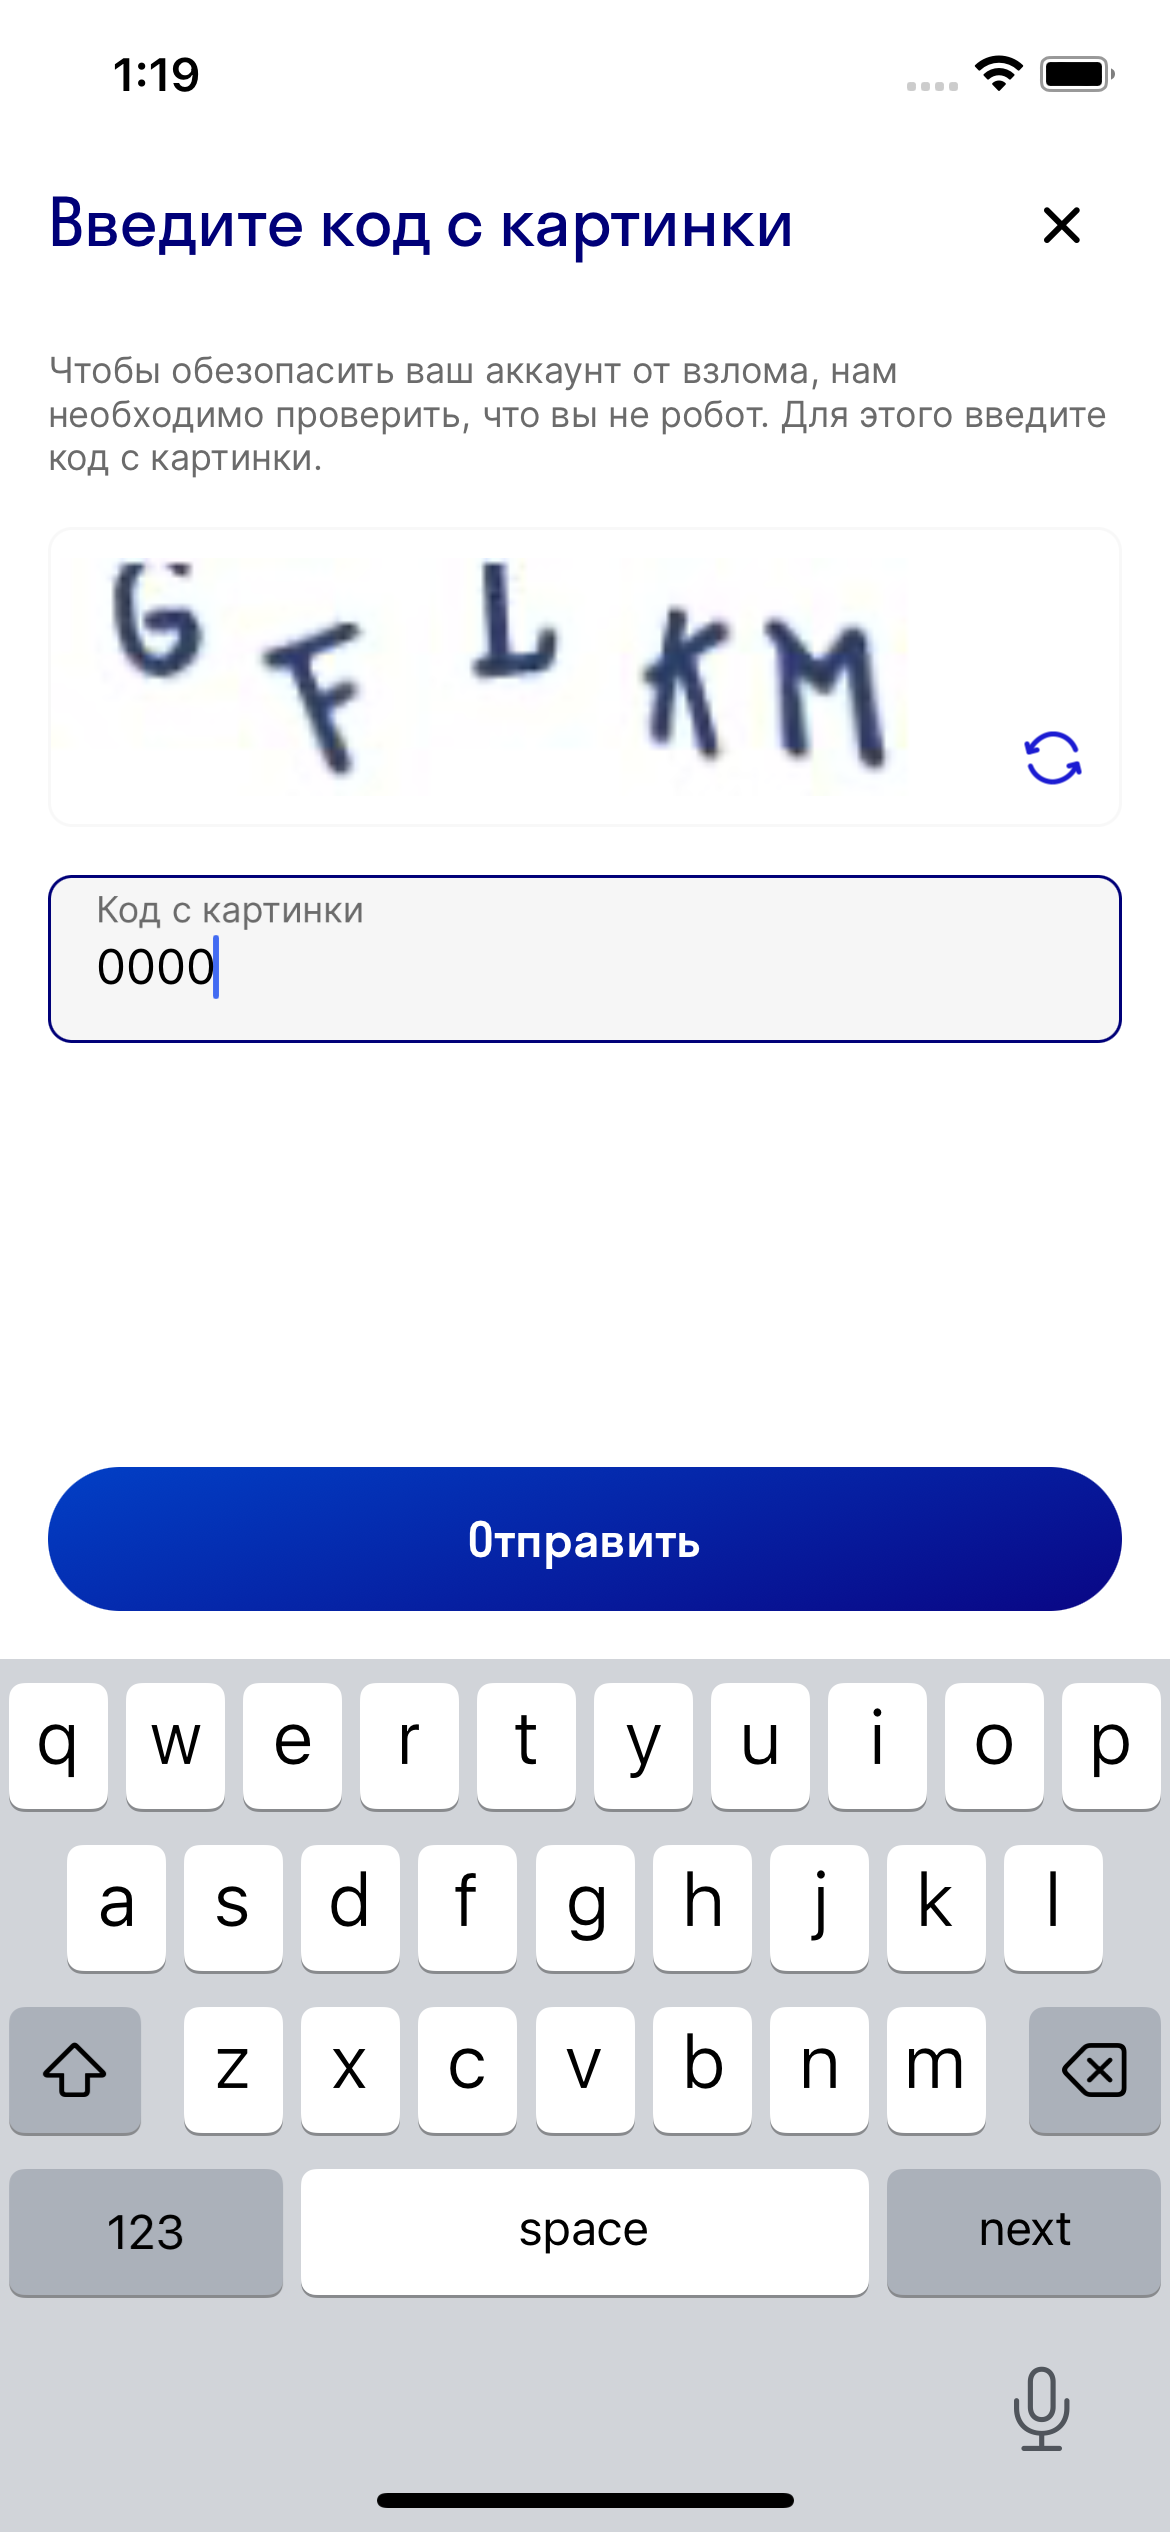 1:19
Введите код с картинки
Чтобы обезопасить ваш аккаунт от взлома, нам
необходимо проверить, что вы не робот. Для этого введите
код с картинки.
G F L K M
Код с картинки
0000
Отправить
q w e r t y u i o p
a s d f g h j k l
z x c v b n m
123 space next